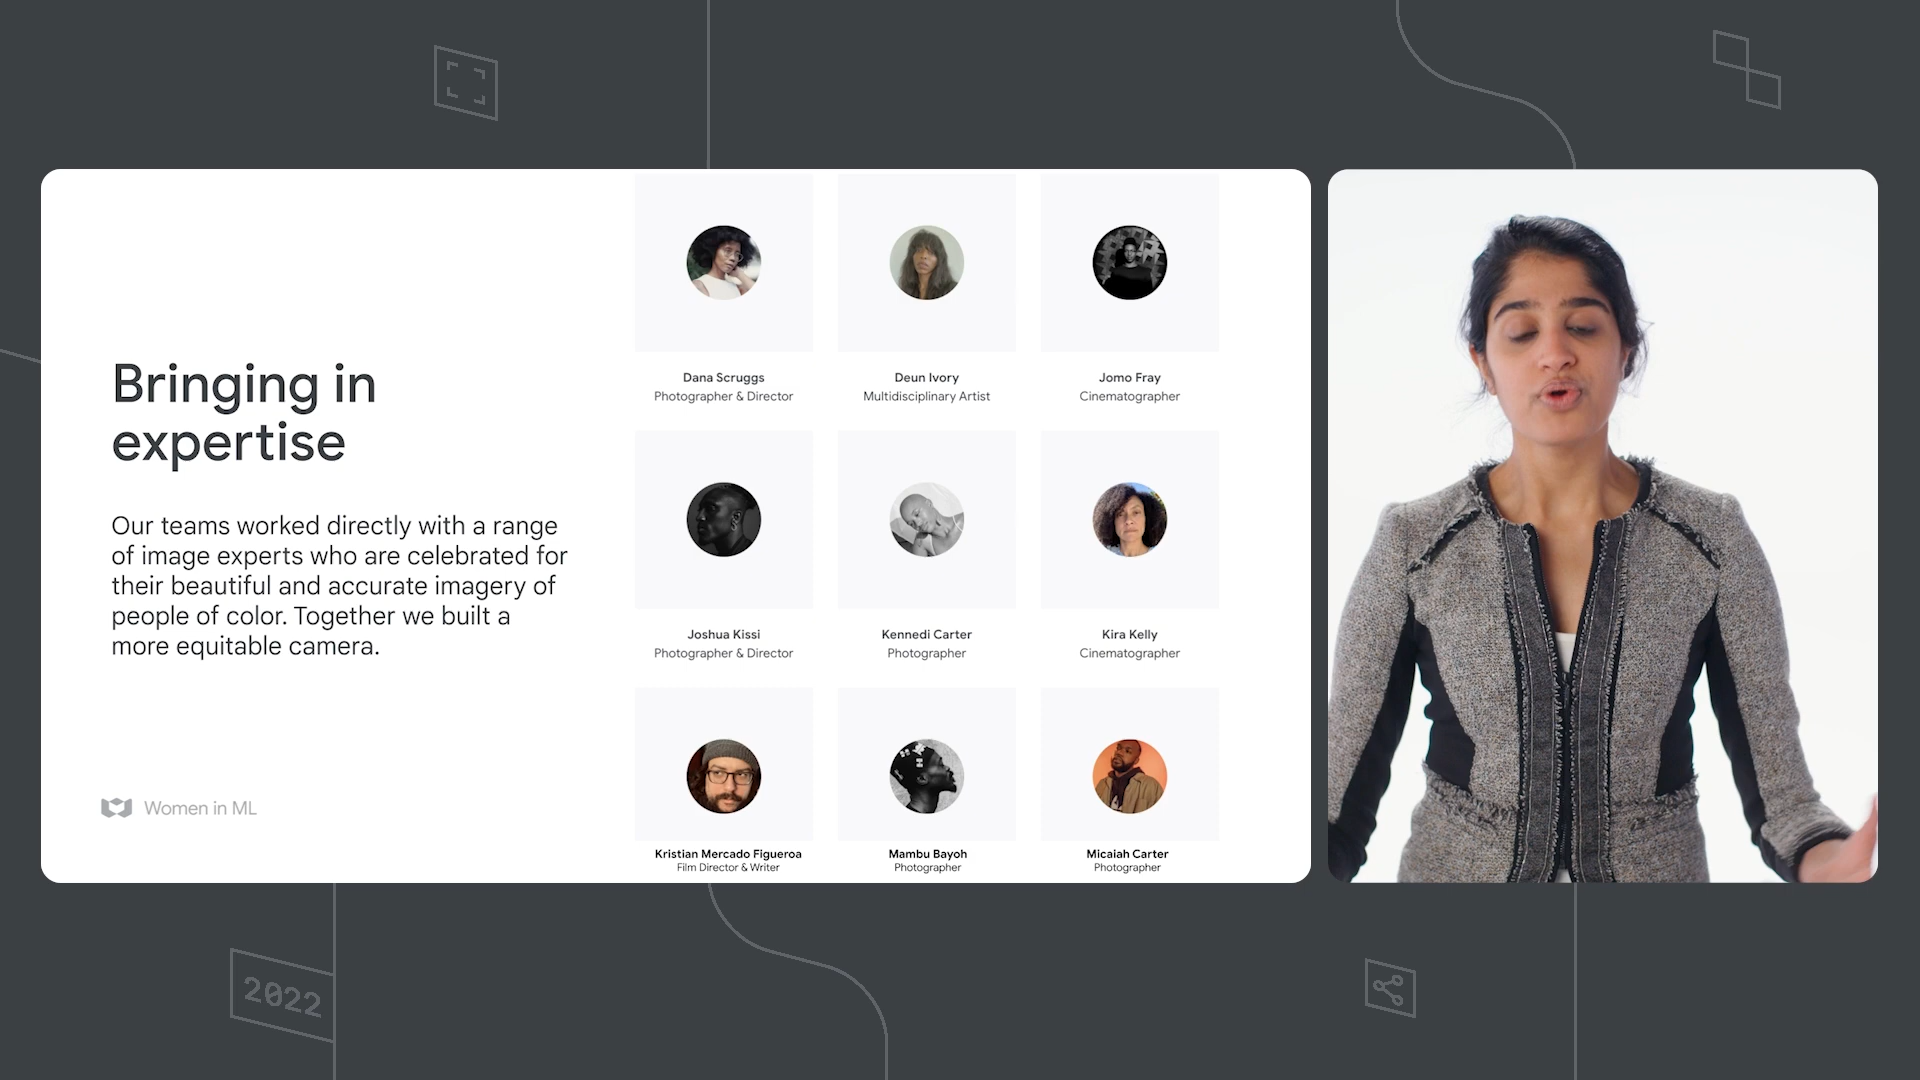 Bringing in
expertise
Our teams worked directly with a range
of image experts who are celebrated for
their beautiful and accurate imagery of
people of color. Together we built a
more equitable camera.
Women in ML
Dana Scruggs
Photographer & Director
Deun Ivory
Multidisciplinary Artist
Jomo Fray
Cinematographer
Joshua Kissi
Photographer & Director
Kennedi Carter
Photographer
Kira Kelly
Cinematographer
Kristian Mercado Figueroa
Film Director & Writer
Mambu Bayoh
Photographer
Micaiah Carter
Photographer
2022